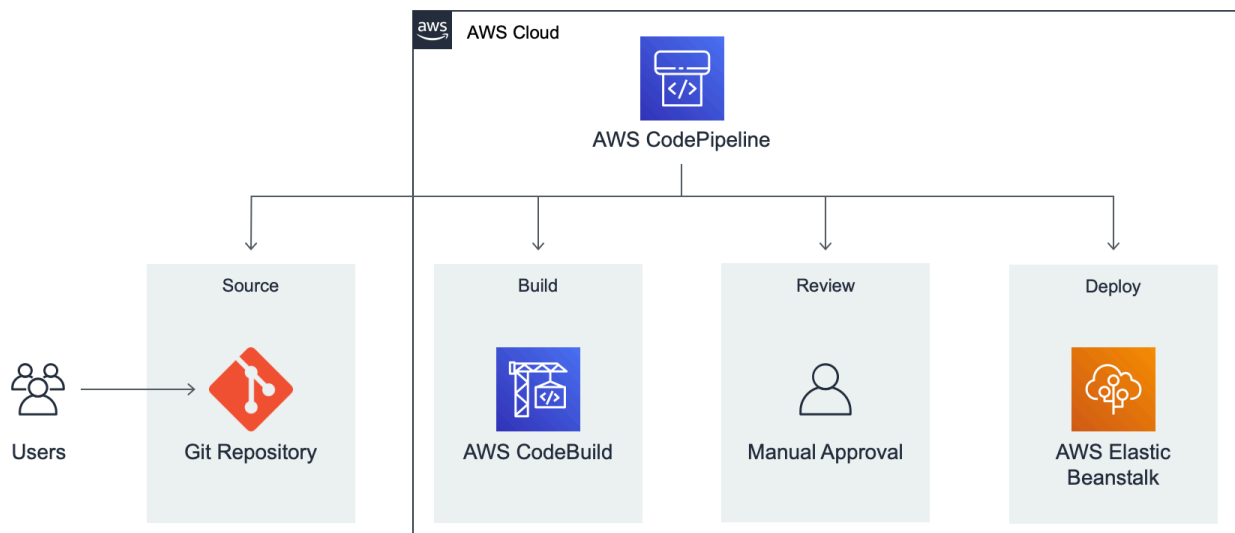 aws
AWS Cloud
</>
AWS CodePipeline
Source
Build
Review
Deploy
</>
Users
Git Repository
AWS CodeBuild
Manual Approval
AWS Elastic
Beanstalk